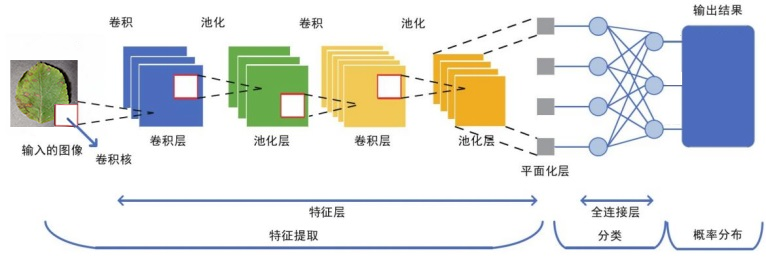 卷积
池化
卷积
池化
输出结果
输入的图像
卷积核
卷积层
池化层
卷积层
池化层
平面化层
特征层
全连接层
特征提取
分类
概率分布